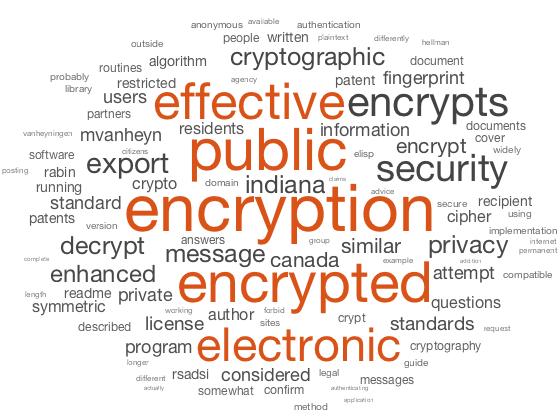 anonymous available authentication
outside people written plaintext differently hellman
routines algorithm cryptographic document
probably library restricted agency patent fingerprint
users effective encrypts
partners documents
vanheyningen mvanheyn residents information cover
citizens public elisp encrypt widely
software export security
posting rabin crypto domain indiana claims
running advice
standard encryption secure recipient
patents cipher using
version implementation
answers group similar privacy internet
decrypt message canada permanent
complete example addition
enhanced encrypted attempt compatible
length readme private questions
symmetric working author forbid
described license sites crypt standards request
program electronic cryptography
longer guide
different rsadsi considered legal messages
actually somewhat confirm authenticating
method application